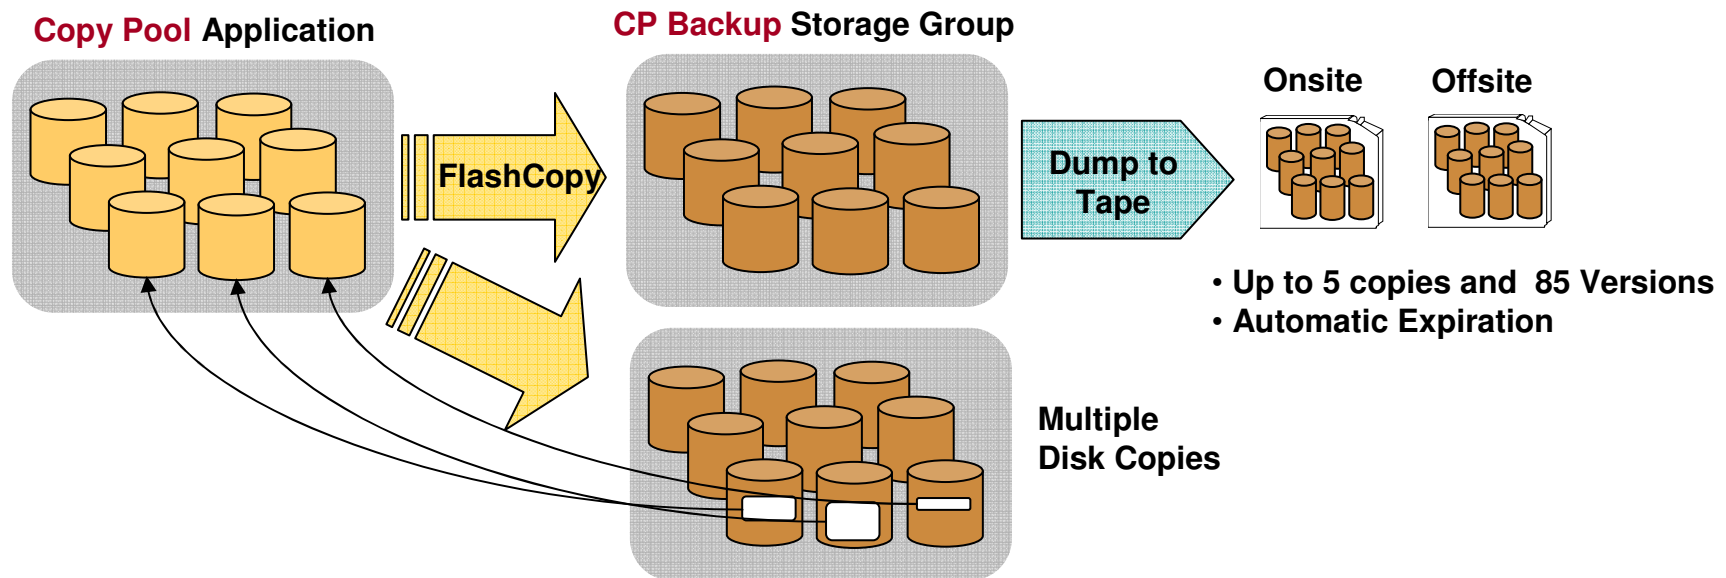 Copy Pool Application
CP Backup Storage Group
Onsite
Offsite
FlashCopy
Dump to
Tape
• Up to 5 copies and 85 Versions
• Automatic Expiration
Multiple
Disk Copies